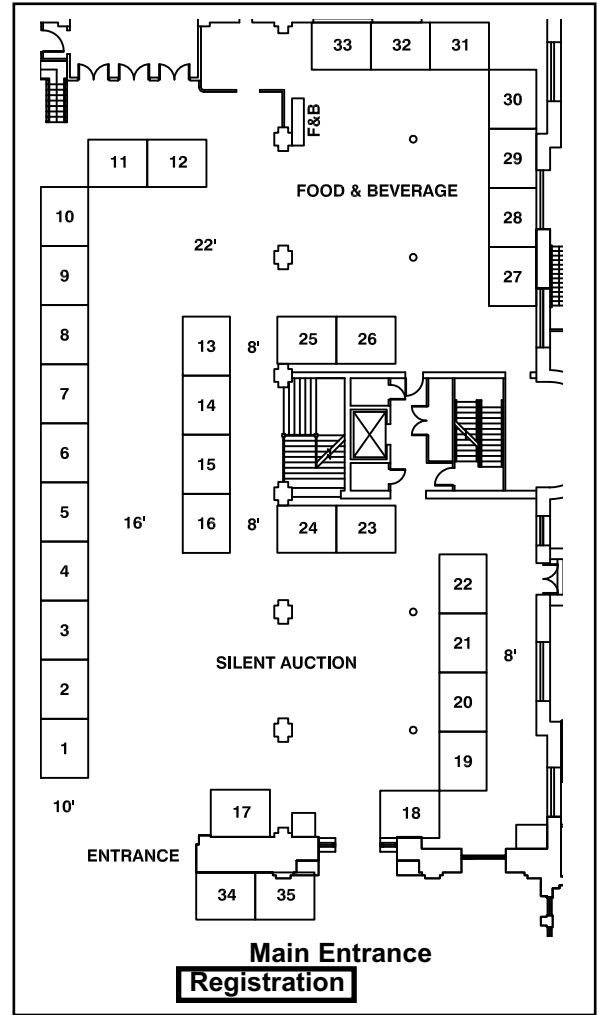 33 32 31
30
F&B
11 12
29
FOOD & BEVERAGE
10
28
22'
9
27
8
13 8' 25 26
7
14
6
15
5
16' 16 8' 24 23
4
22
3
21 8'
SILENT AUCTION
2
20
1
19
10'
17 18
ENTRANCE
34 35
Main Entrance
Registration